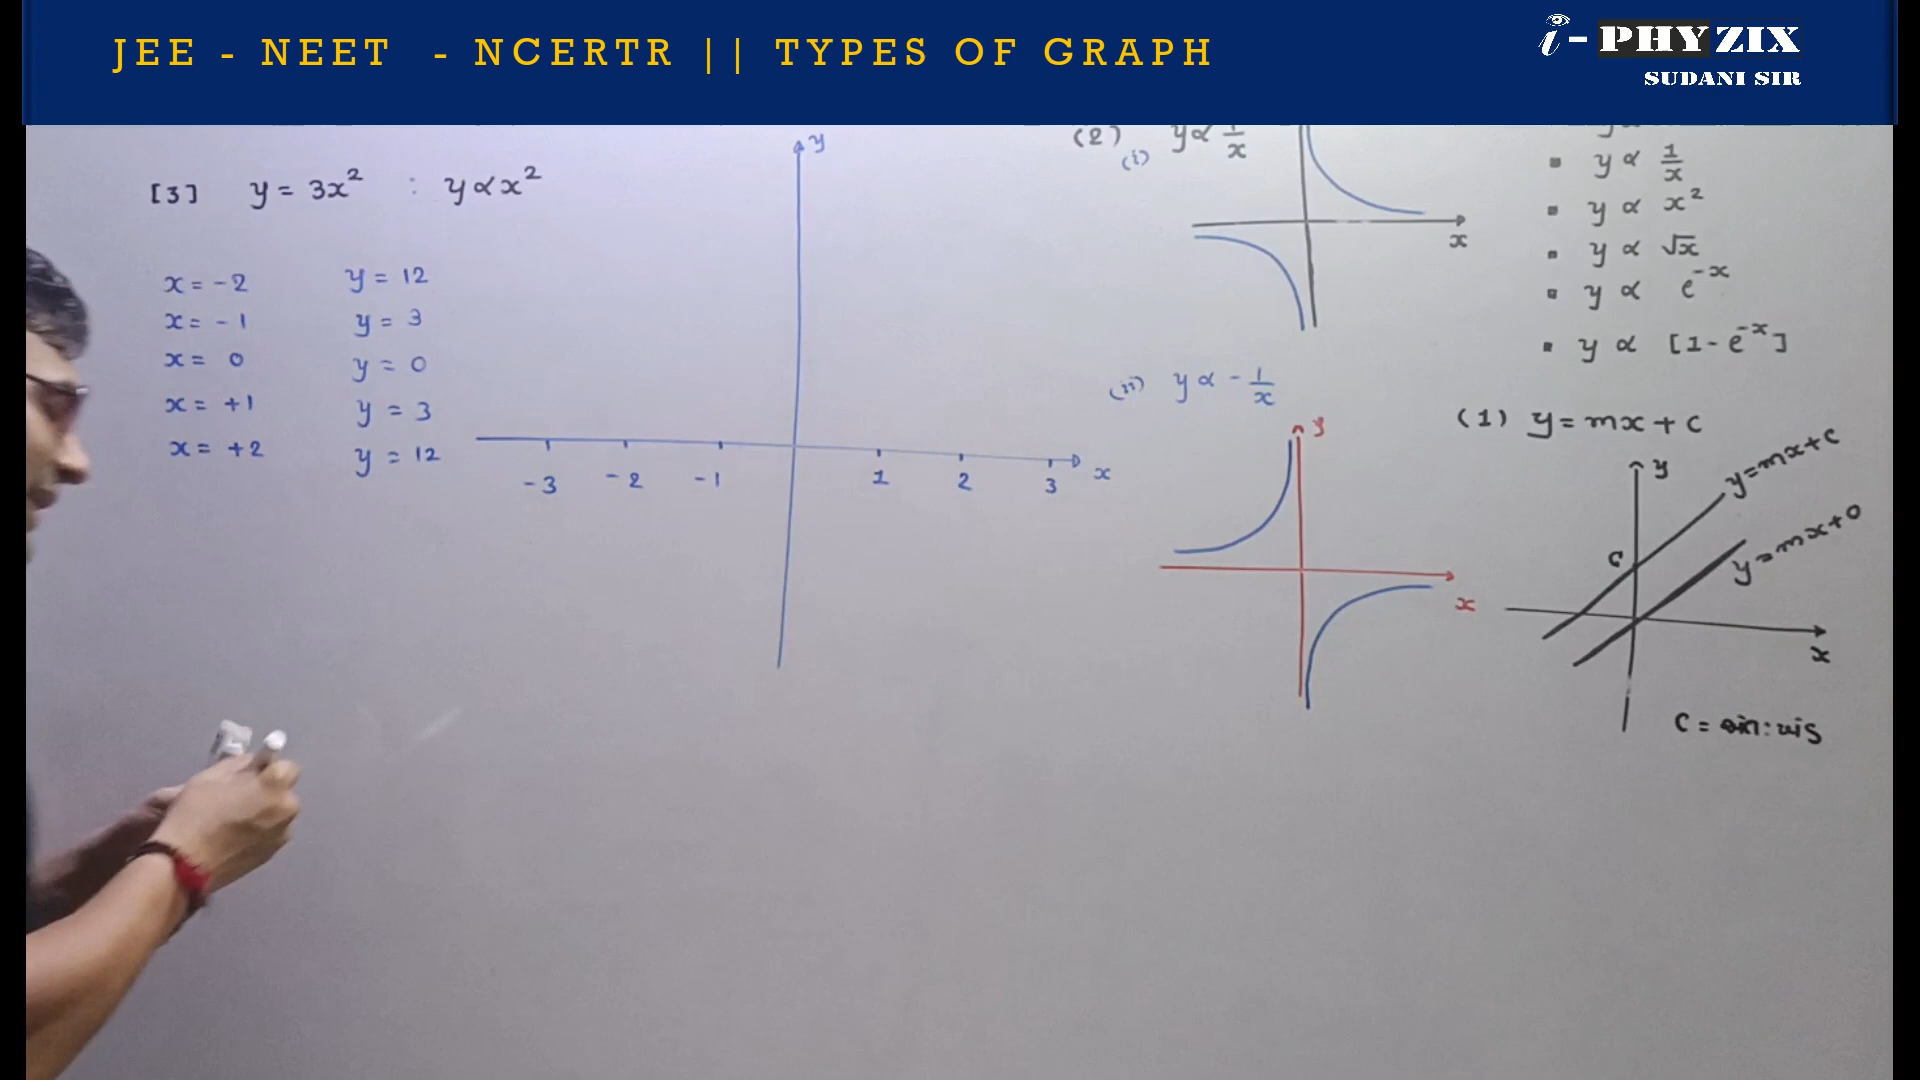 JEE - NEET - NCERTR || TYPES OF GRAPH
i-PHYZIX
SUDANI SIR
[3] y = 3x² : y ∝ x²
x = -2 y = 12
x = -1 y = 3
x = 0 y = 0
x = +1 y = 3
x = +2 y = 12
y
-3 -2 -1 1 2 3 x
(2) y ∝ 1/x
(i)
x
(ii) y ∝ - 1/x
y
x
▪ y ∝ 1/x
▪ y ∝ x²
▪ y ∝ √x
▪ y ∝ e^-x
▪ y ∝ [1 - e^-x]
(1) y = mx + c
y
y = mx + c
y = mx + 0
c
x
C =